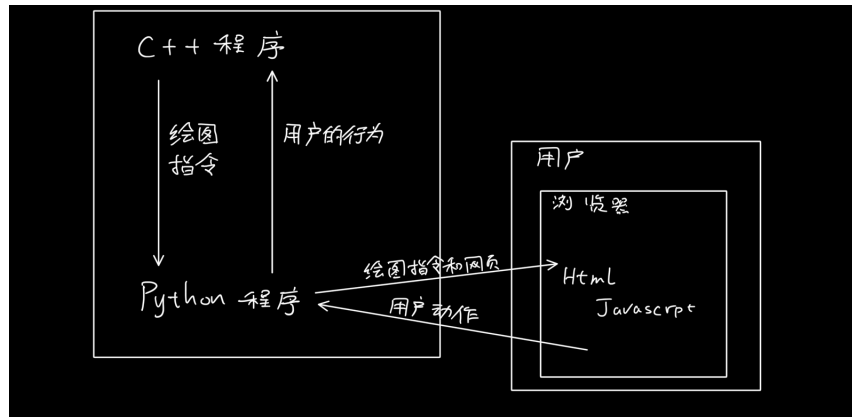 C++ 程序
绘图
指令
用户的行为
Python 程序
绘图指令和网页
用户动作
用户
浏览器
Html
Javascrpt